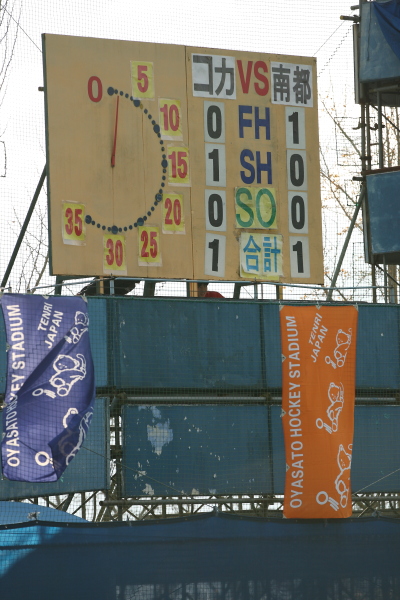 コカ VS 南都
0 FH 1
1 SH 0
0 SO 0
1 合計 1
0
5
10
15
20
25
30
35
OYASATO HOCKEY STADIUM
TENRI
JAPAN
OYASATO HOCKEY STADIUM
TENRI
JAPAN